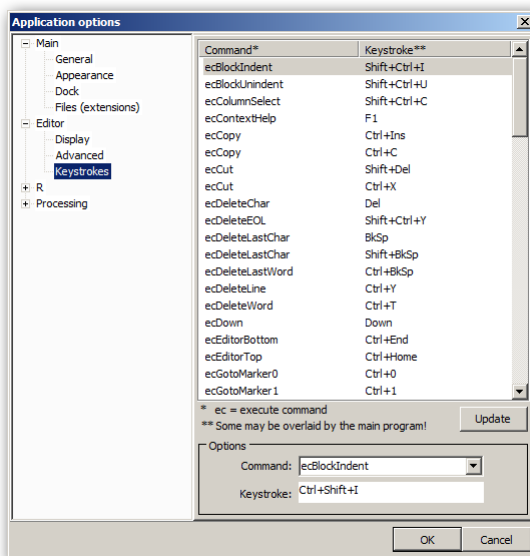 Application options
Main
General
Appearance
Dock
Files (extensions)
Editor
Display
Advanced
Keystrokes
R
Processing
Command* Keystroke**
ecBlockIndent Shift+Ctrl+I
ecBlockUnindent Shift+Ctrl+U
ecColumnSelect Shift+Ctrl+C
ecContextHelp F1
ecCopy Ctrl+Ins
ecCopy Ctrl+C
ecCut Shift+Del
ecCut Ctrl+X
ecDeleteChar Del
ecDeleteEOL Shift+Ctrl+Y
ecDeleteLastChar BkSp
ecDeleteLastChar Shift+BkSp
ecDeleteLastWord Ctrl+BkSp
ecDeleteLine Ctrl+Y
ecDeleteWord Ctrl+T
ecDown Down
ecEditorBottom Ctrl+End
ecEditorTop Ctrl+Home
ecGotoMarker0 Ctrl+0
ecGotoMarker1 Ctrl+1
* ec = execute command
** Some may be overlaid by the main program!
Update
Options
Command: ecBlockIndent
Keystroke: Ctrl+Shift+I
OK Cancel